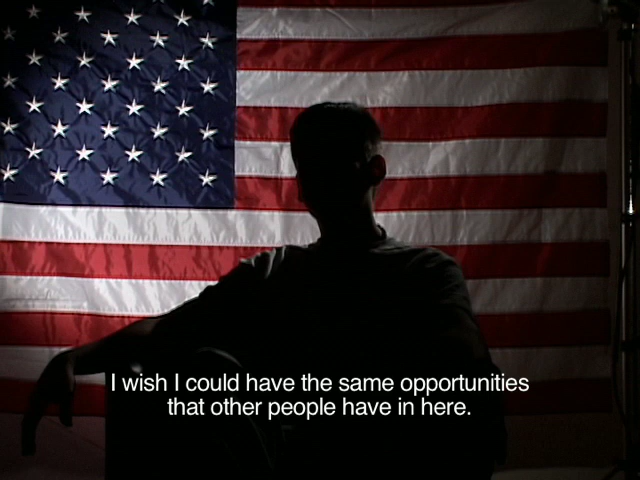 I wish I could have the same opportunities
that other people have in here.